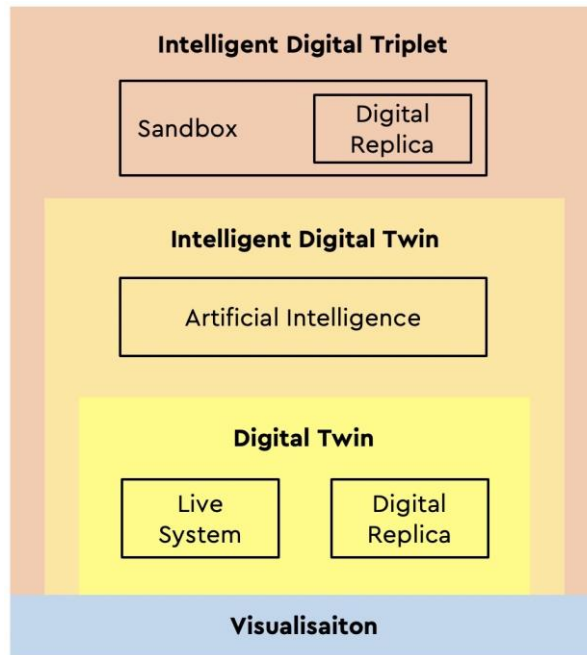 Intelligent Digital Triplet
Sandbox
Digital
Replica
Intelligent Digital Twin
Artificial Intelligence
Digital Twin
Live
System
Digital
Replica
Visualisaiton